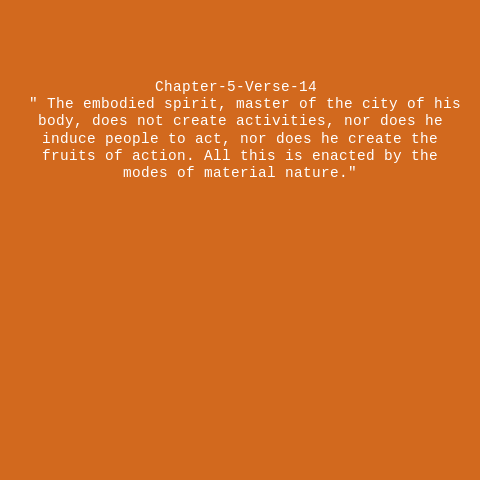 Chapter-5-Verse-14
" The embodied spirit, master of the city of his
body, does not create activities, nor does he
induce people to act, nor does he create the
fruits of action. All this is enacted by the
modes of material nature."